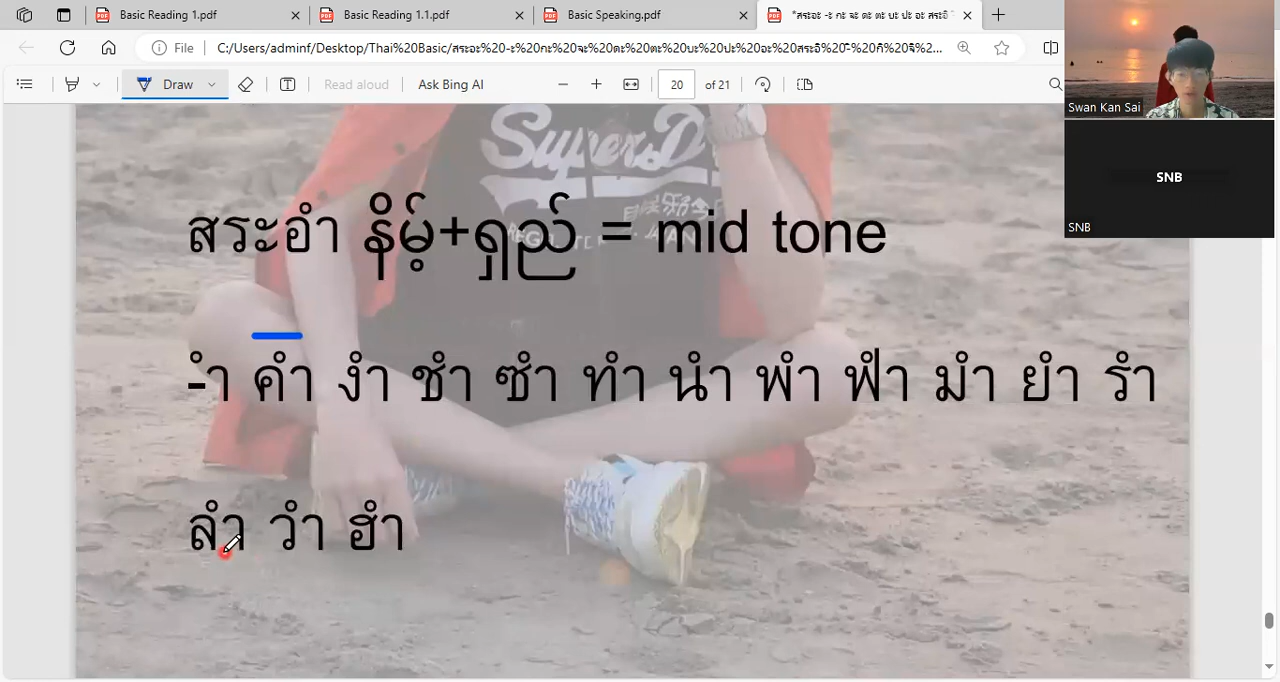 Basic Reading 1.pdf
Basic Reading 1.1.pdf
Basic Speaking.pdf
File
Draw
Read aloud
Ask Bing AI
20
of 21
Swan Kan Sai
SNB
SNB
สระอำ နိမ့်+ရှည် = mid tone
-ำ คำ งำ ชำ ซำ ทำ นำ พำ ฟำ มำ ยำ รำ
ลำ วำ ฮำ